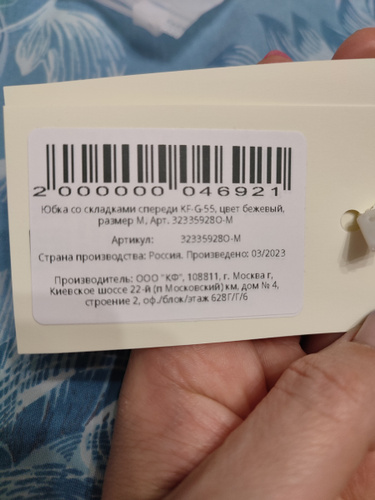 2 000000 046921
Юбка со складками спереди KF-G-55, цвет бежевый,
размер М, Арт. 32335928О-М
Артикул: 32335928О-М
Страна производства: Россия. Произведено: 03/2023
Производитель: ООО "КФ", 108811, г. Москва г,
Киевское шоссе 22-й (п Московский) км, дом № 4,
строение 2, оф./блок/этаж 628Г/Г/6